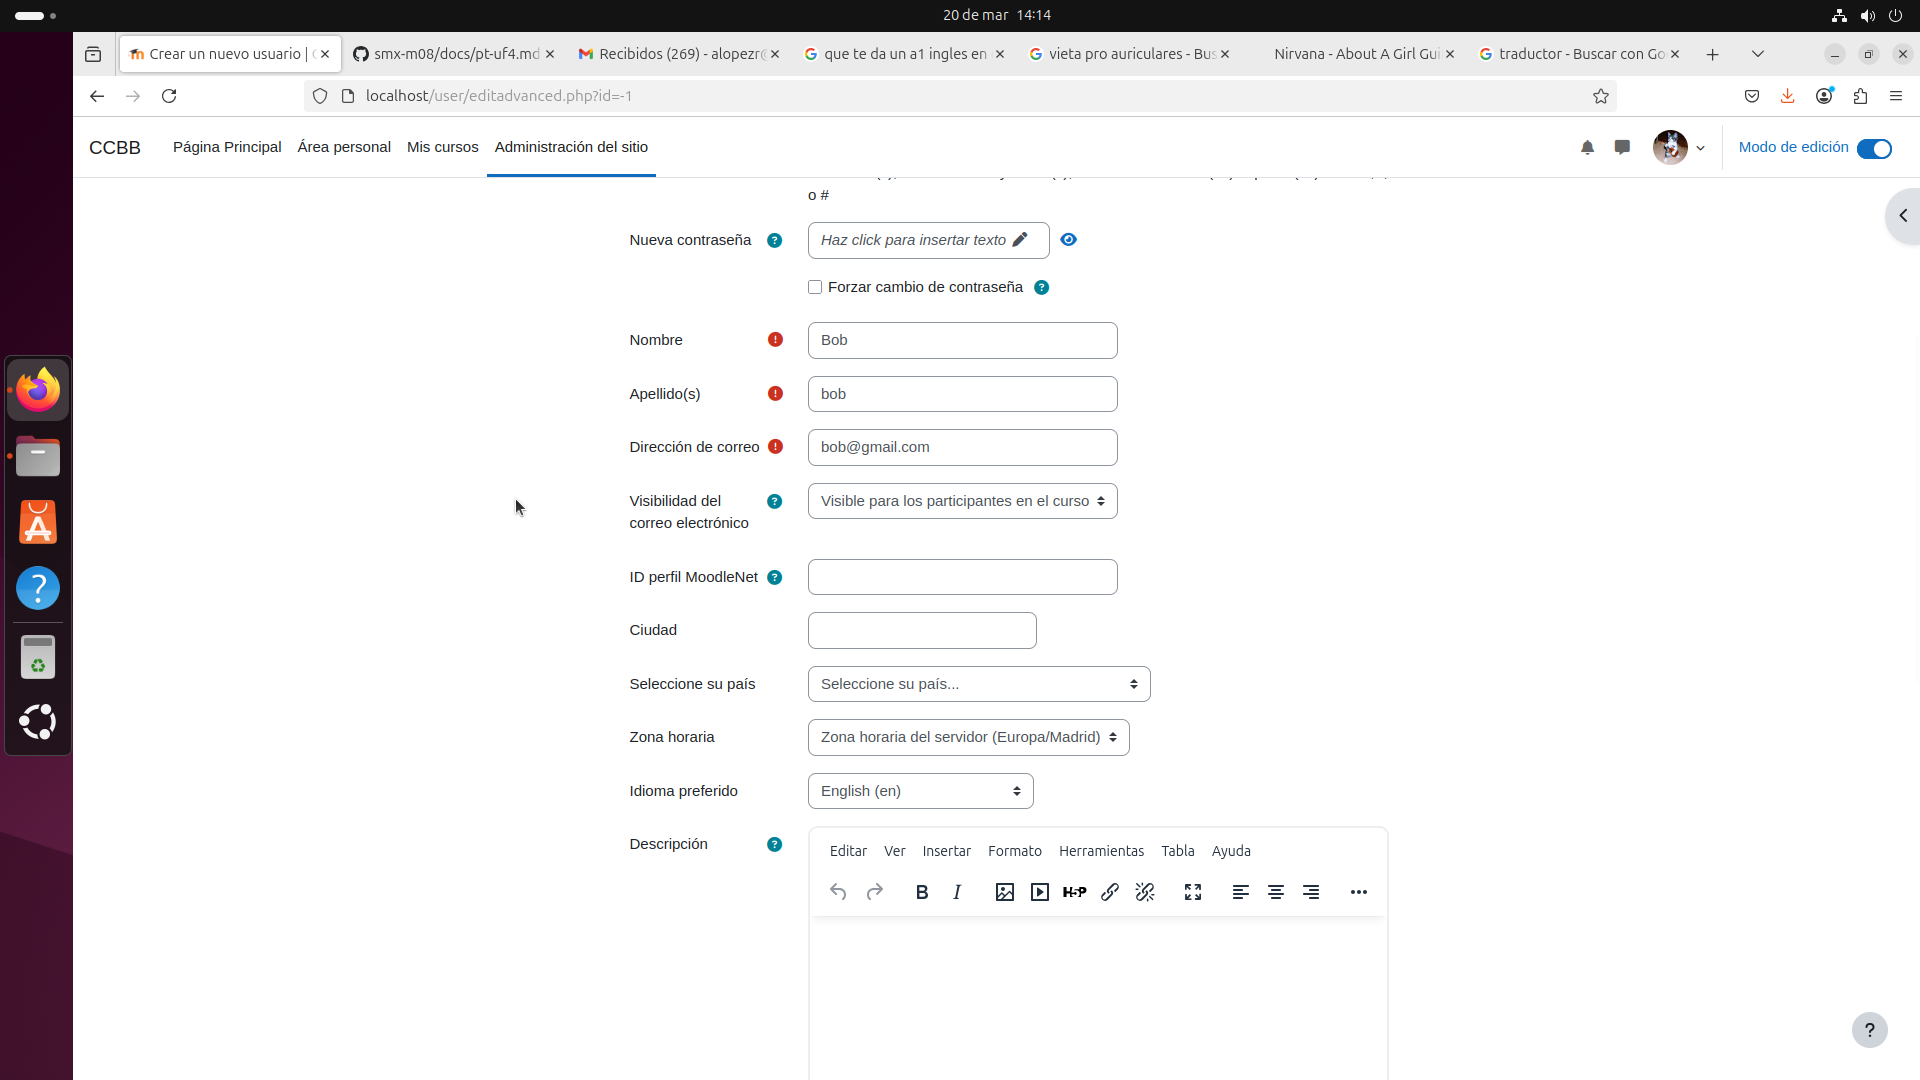 20 de mar 14:14
Crear un nuevo usuario |
smx-m08/docs/pt-uf4.md
Recibidos (269) - alopezr
que te da un a1 ingles en
vieta pro auriculares - Bus
Nirvana - About A Girl Gui
traductor - Buscar con Go
localhost/user/editadvanced.php?id=-1
CCBB
Página Principal
Área personal
Mis cursos
Administración del sitio
Modo de edición
o #
Nueva contraseña
Haz click para insertar texto
Forzar cambio de contraseña
Nombre
Bob
Apellido(s)
bob
Dirección de correo
bob@gmail.com
Visibilidad del
correo electrónico
Visible para los participantes en el curso
ID perfil MoodleNet
Ciudad
Seleccione su país
Seleccione su país...
Zona horaria
Zona horaria del servidor (Europa/Madrid)
Idioma preferido
English (en)
Descripción
Editar Ver Insertar Formato Herramientas Tabla Ayuda
B I H5P
?